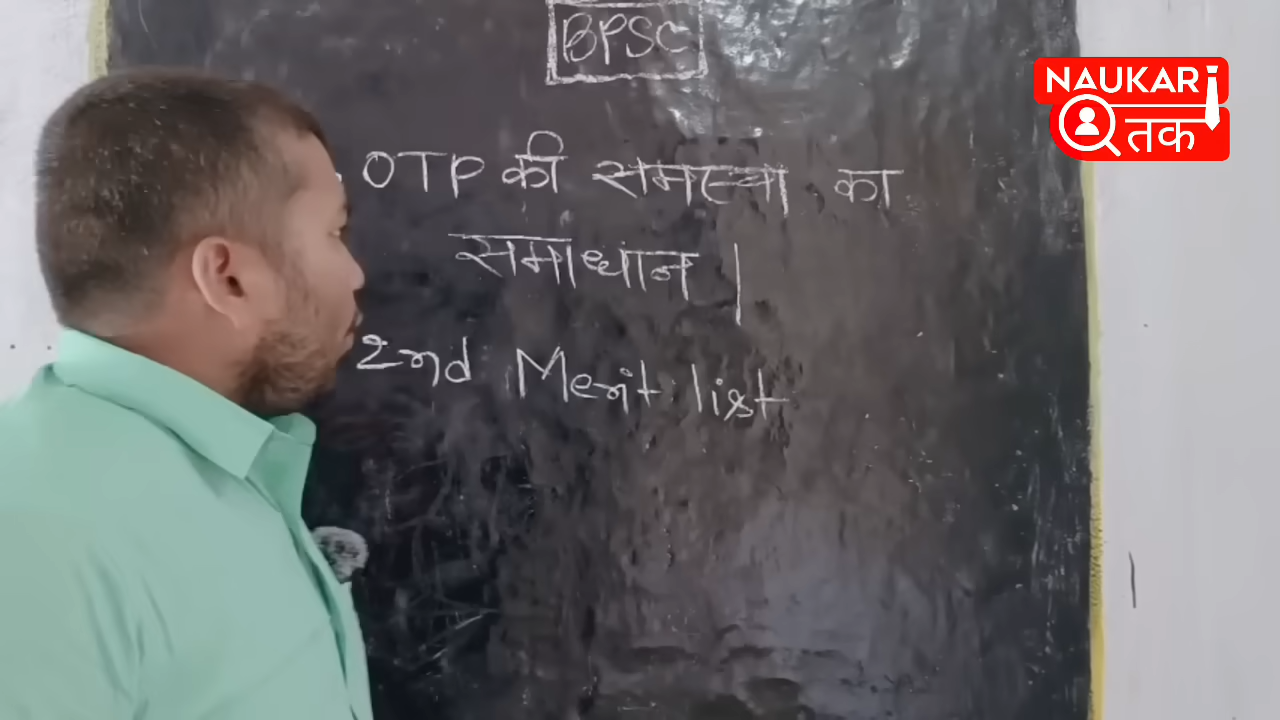 BPSC
NAUKARI
तक
OTP की समस्या का
समाधान |
2nd Merit list